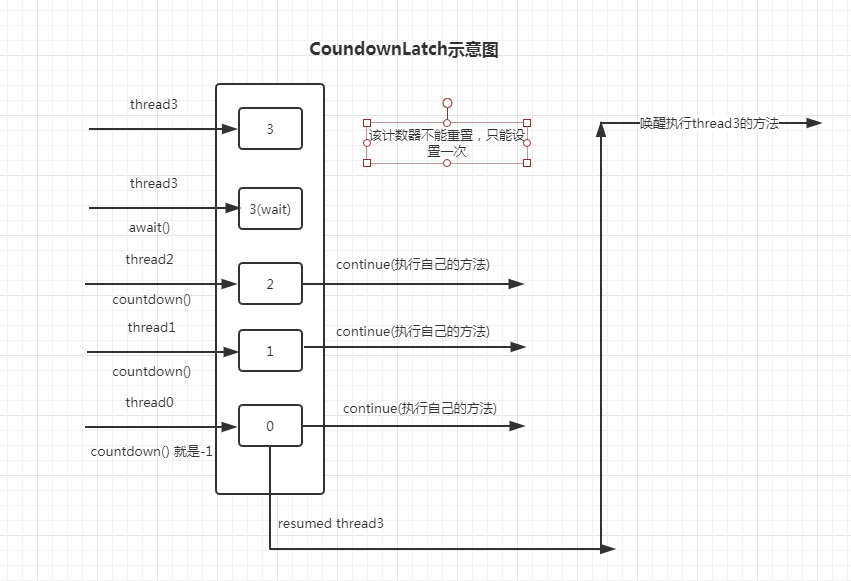 CoundownLatch示意图
thread3
3
该计数器不能重置，只能设
置一次
唤醒执行thread3的方法
thread3
3(wait)
await()
thread2
continue(执行自己的方法)
2
countdown()
thread1
continue(执行自己的方法)
1
countdown()
thread0
continue(执行自己的方法)
0
countdown() 就是-1
resumed thread3